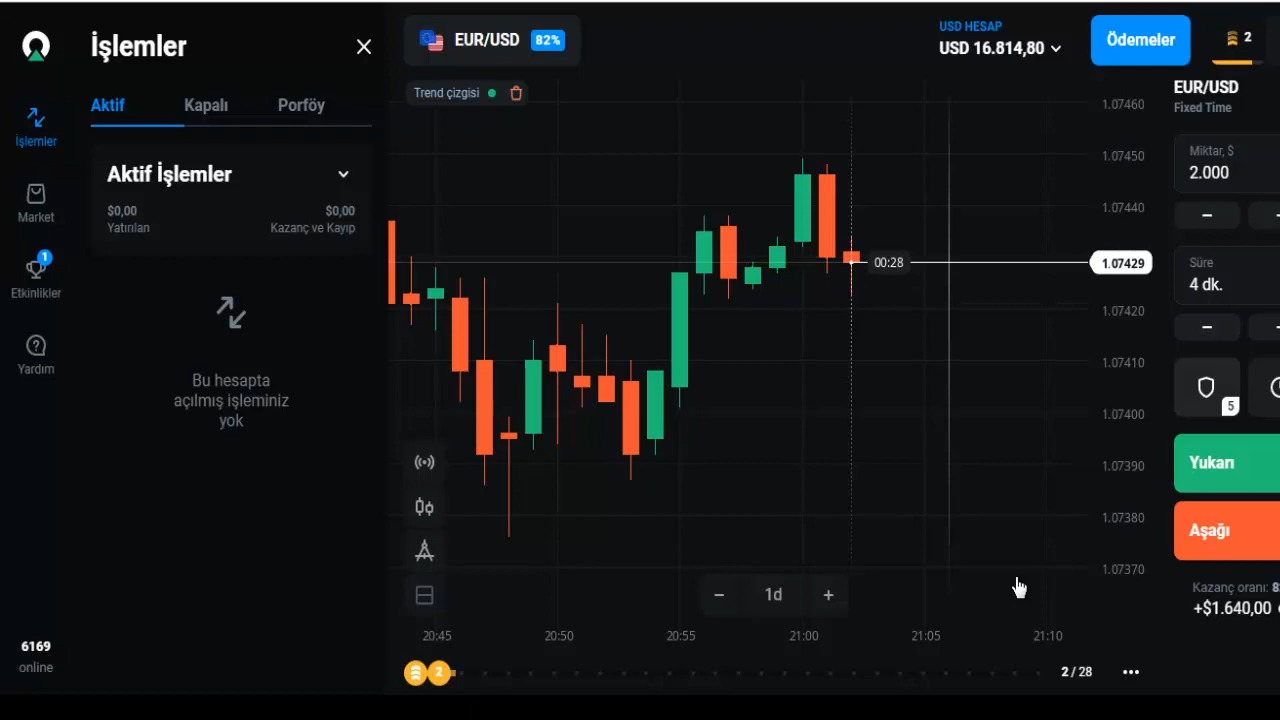 İşlemler
Aktif
Kapalı
Porföy
Aktif İşlemler
$0,00
$0,00
Yatırılan
Kazanç ve Kayıp
Bu hesapta
açılmış işleminiz
yok
İşlemler
Market
1
Etkinlikler
Yardım
6169
online
EUR/USD
82%
USD HESAP
USD 16.814,80
Ödemeler
2
Trend çizgisi
1.07460
1.07450
1.07440
00:28
1.07429
1.07420
1.07410
1.07400
1.07390
1.07380
1.07370
− 1d +
20:45
20:50
20:55
21:00
21:05
21:10
2
2 / 28
EUR/USD
Fixed Time
Miktar, $
2.000
−
Süre
4 dk.
−
5
Yukarı
Aşağı
Kazanç oranı: 8
+$1.640,00